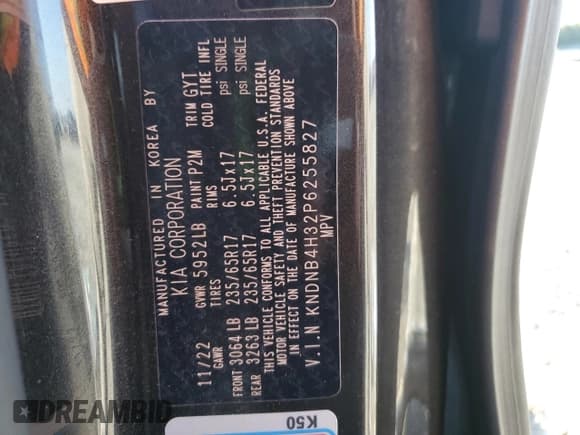 MANUFACTURED IN KOREA BY
KIA CORPORATION
11/22 GVWR 5952LB PAINT P2M TRIM GYT
GAWR TIRES RIMS COLD TIRE INFL
FRONT 3064 LB 235/65R17 6.5Jx17 psi SINGLE
REAR 3263 LB 235/65R17 6.5Jx17 psi SINGLE
THIS VEHICLE CONFORMS TO ALL APPLICABLE U.S.A. FEDERAL
MOTOR VEHICLE SAFETY AND THEFT PREVENTION STANDARDS
IN EFFECT ON THE DATE OF MANUFACTURE SHOWN ABOVE
V.I.N KNDNB4H32P6255827
MPV
K50
DREAMBID